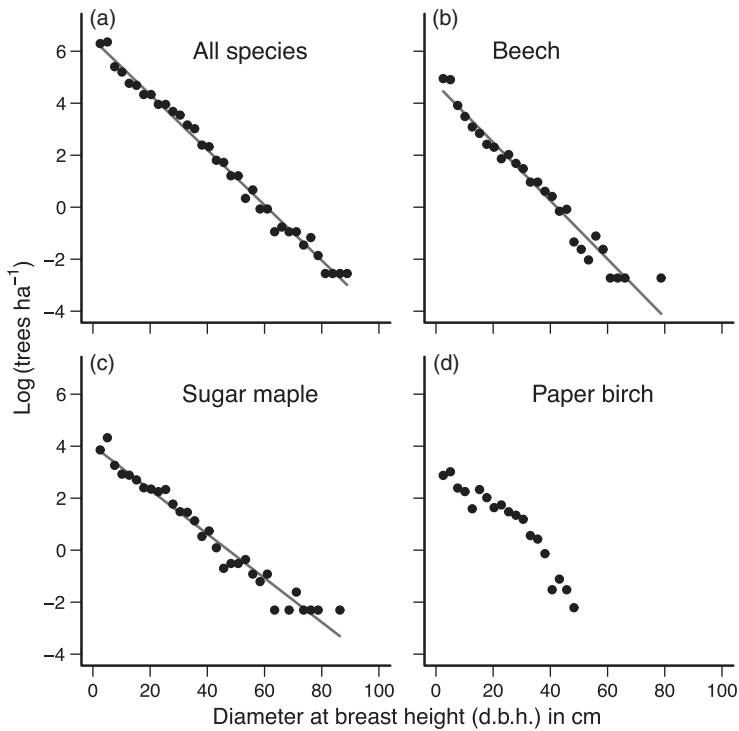 (a)
All species
6
4
2
0
−2
−4
(b)
Beech
Log (trees ha⁻¹)
(c)
Sugar maple
6
4
2
0
−2
−4
0 20 40 60 80 100
(d)
Paper birch
0 20 40 60 80 100
Diameter at breast height (d.b.h.) in cm